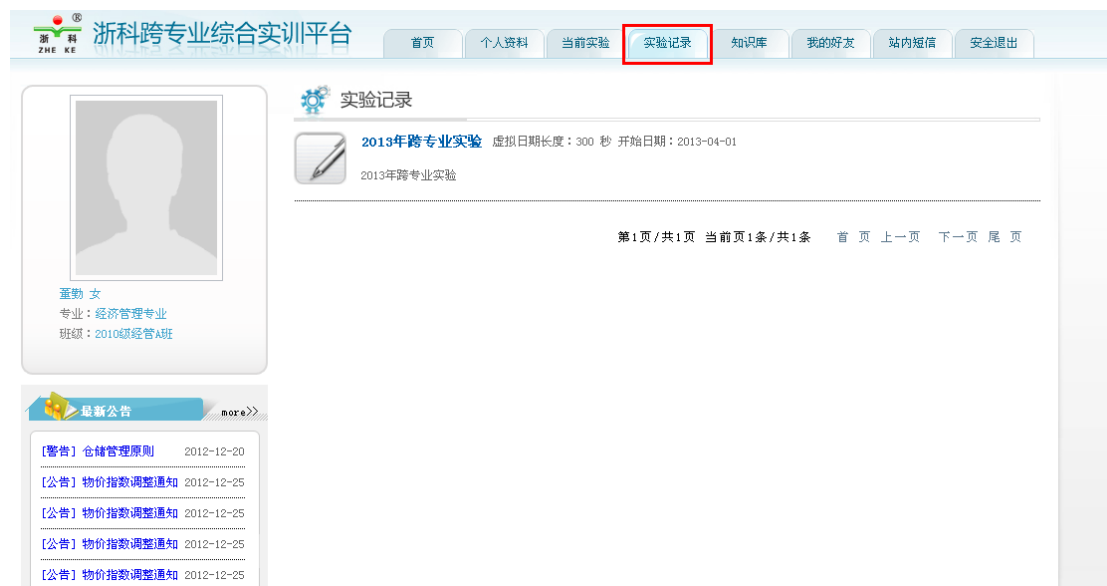 ®
浙 科
ZHE KE
浙科跨专业综合实训平台
首页 个人资料 当前实验 实验记录 知识库 我的好友 站内短信 安全退出
实验记录
2013年跨专业实验 虚拟日期长度：300 秒 开始日期：2013-04-01
2013年跨专业实验
第1页/共1页 当前页1条/共1条 首 页 上一页 下一页 尾 页
董勤 女
专业：经济管理专业
班级：2010级经管A班
最新公告 more>>
[警告] 仓储管理原则 2012-12-20
[公告] 物价指数调整通知 2012-12-25
[公告] 物价指数调整通知 2012-12-25
[公告] 物价指数调整通知 2012-12-25
[公告] 物价指数调整通知 2012-12-25